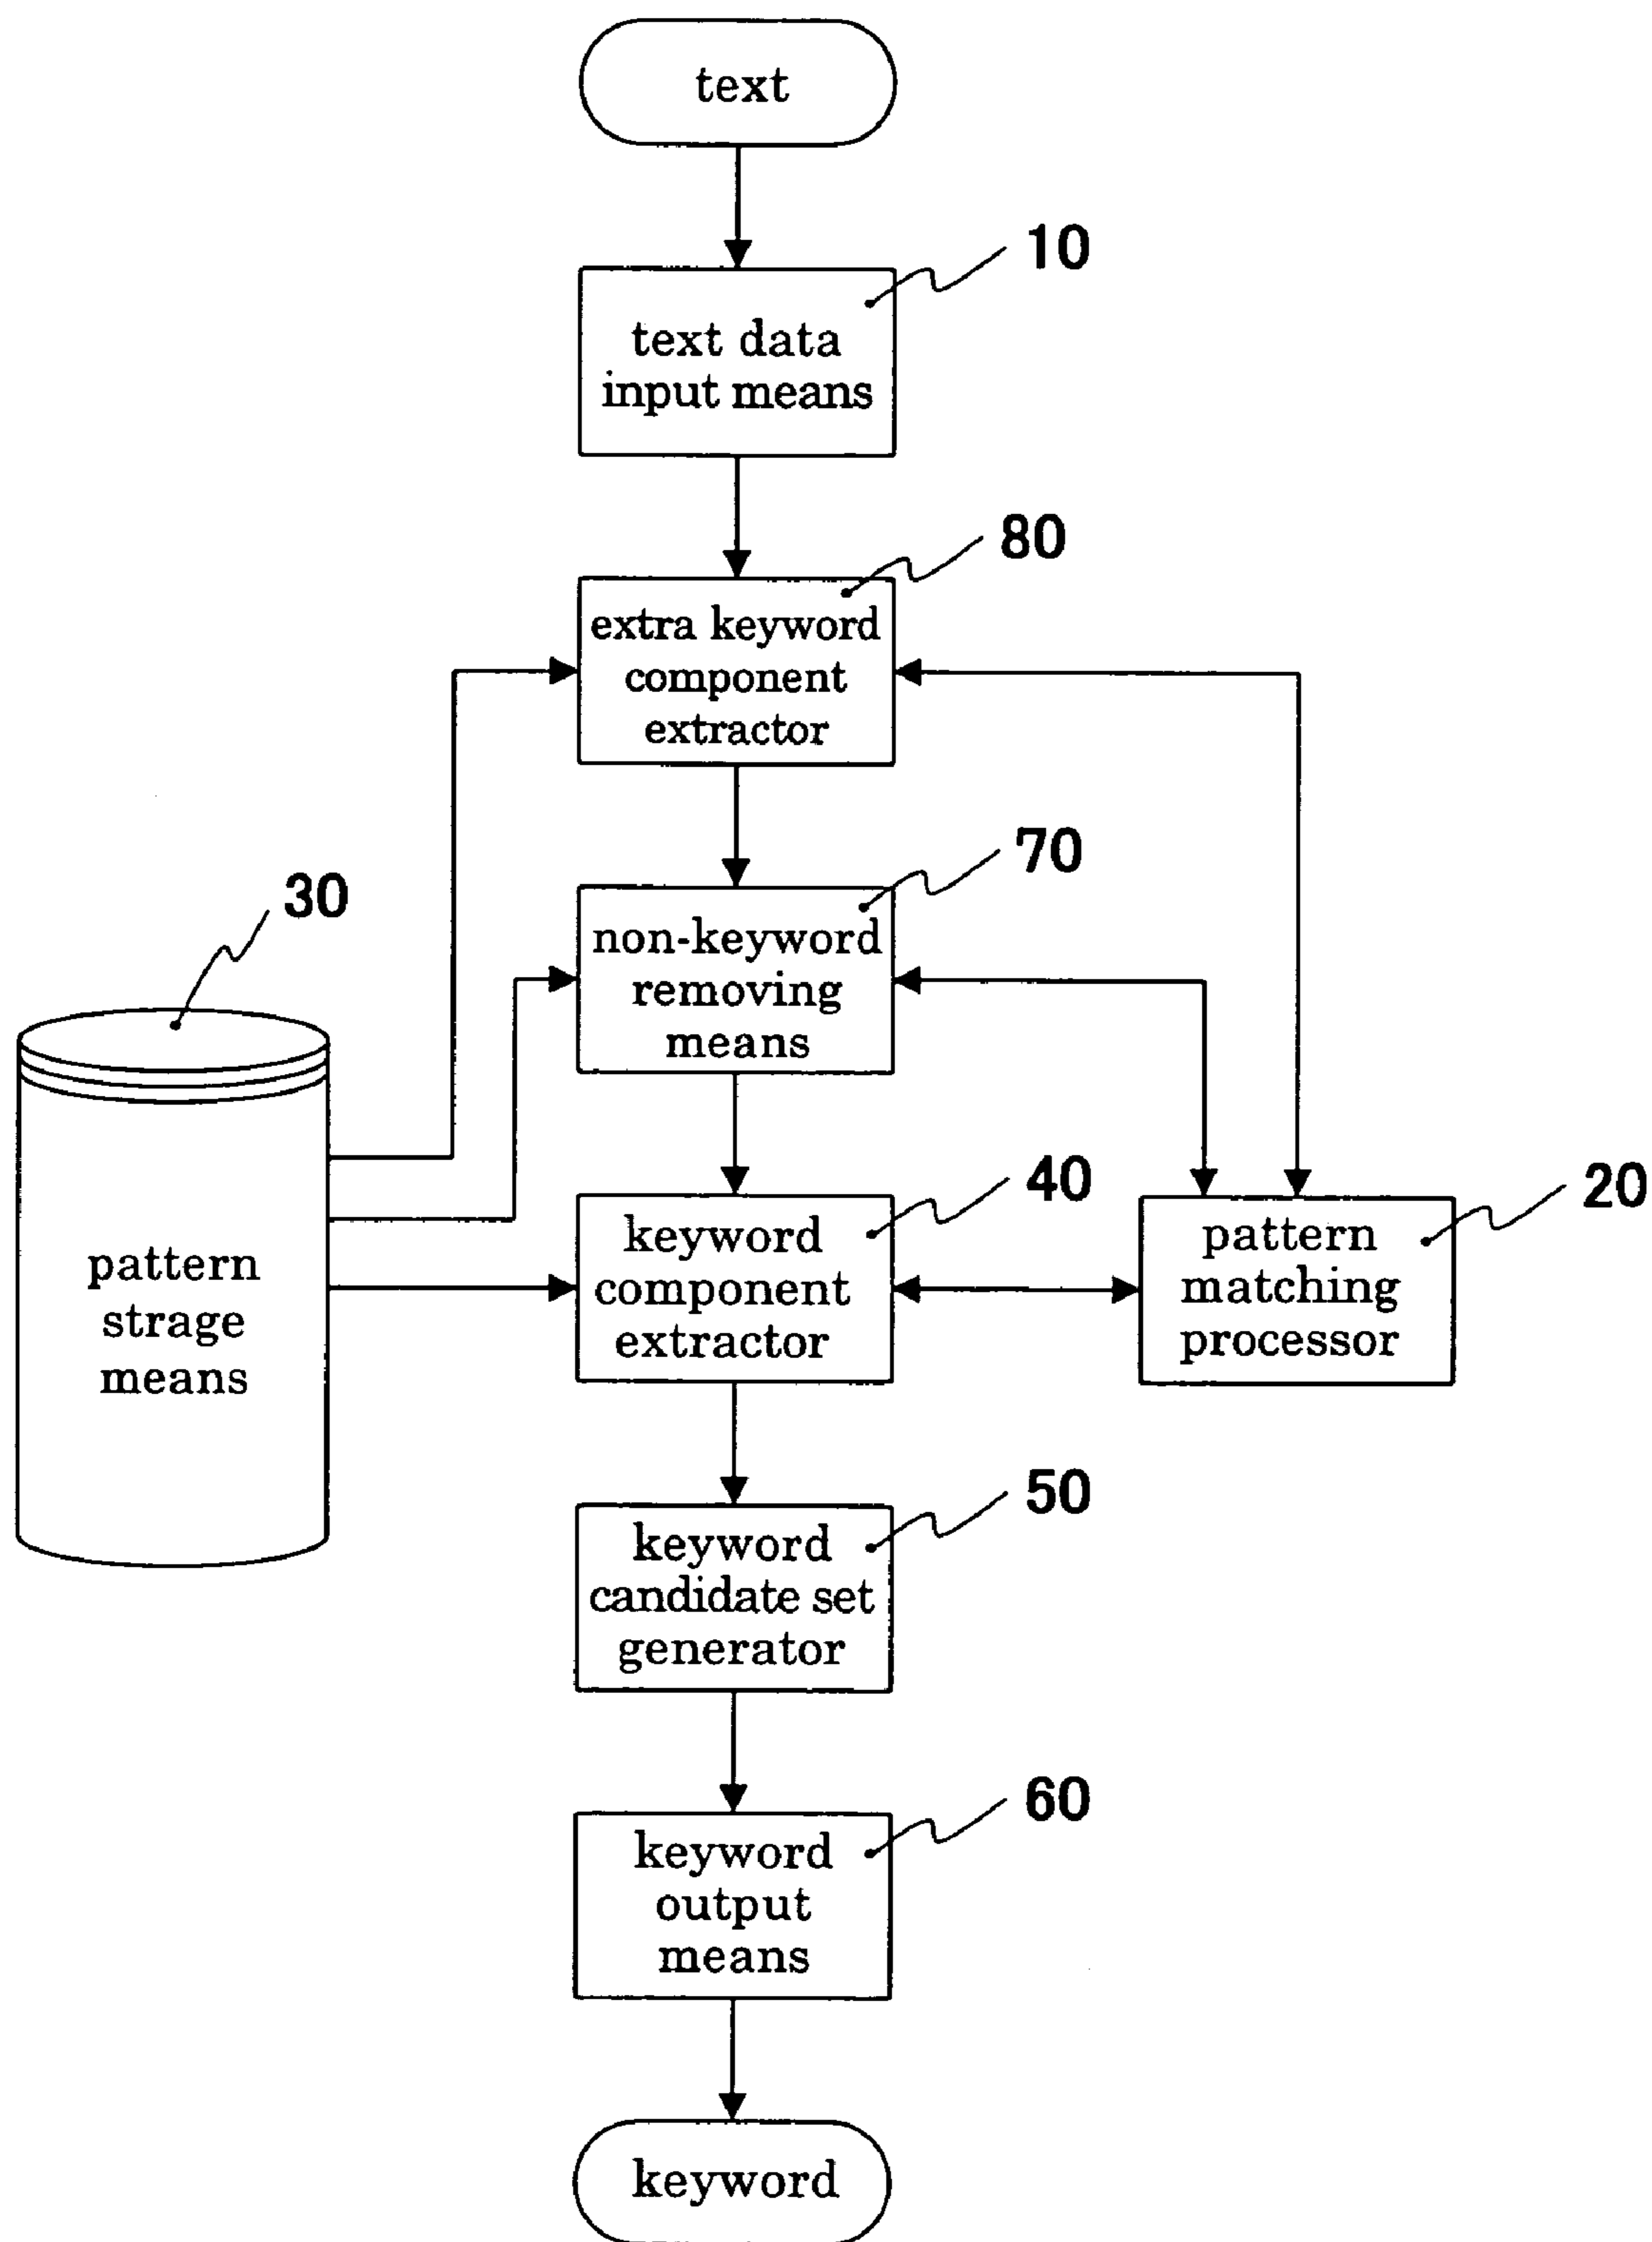 text
10
text data
input means
80
extra keyword
component
extractor
70
non-keyword
removing
means
30
pattern
strage
means
40
keyword
component
extractor
20
pattern
matching
processor
50
keyword
candidate set
generator
60
keyword
output
means
keyword